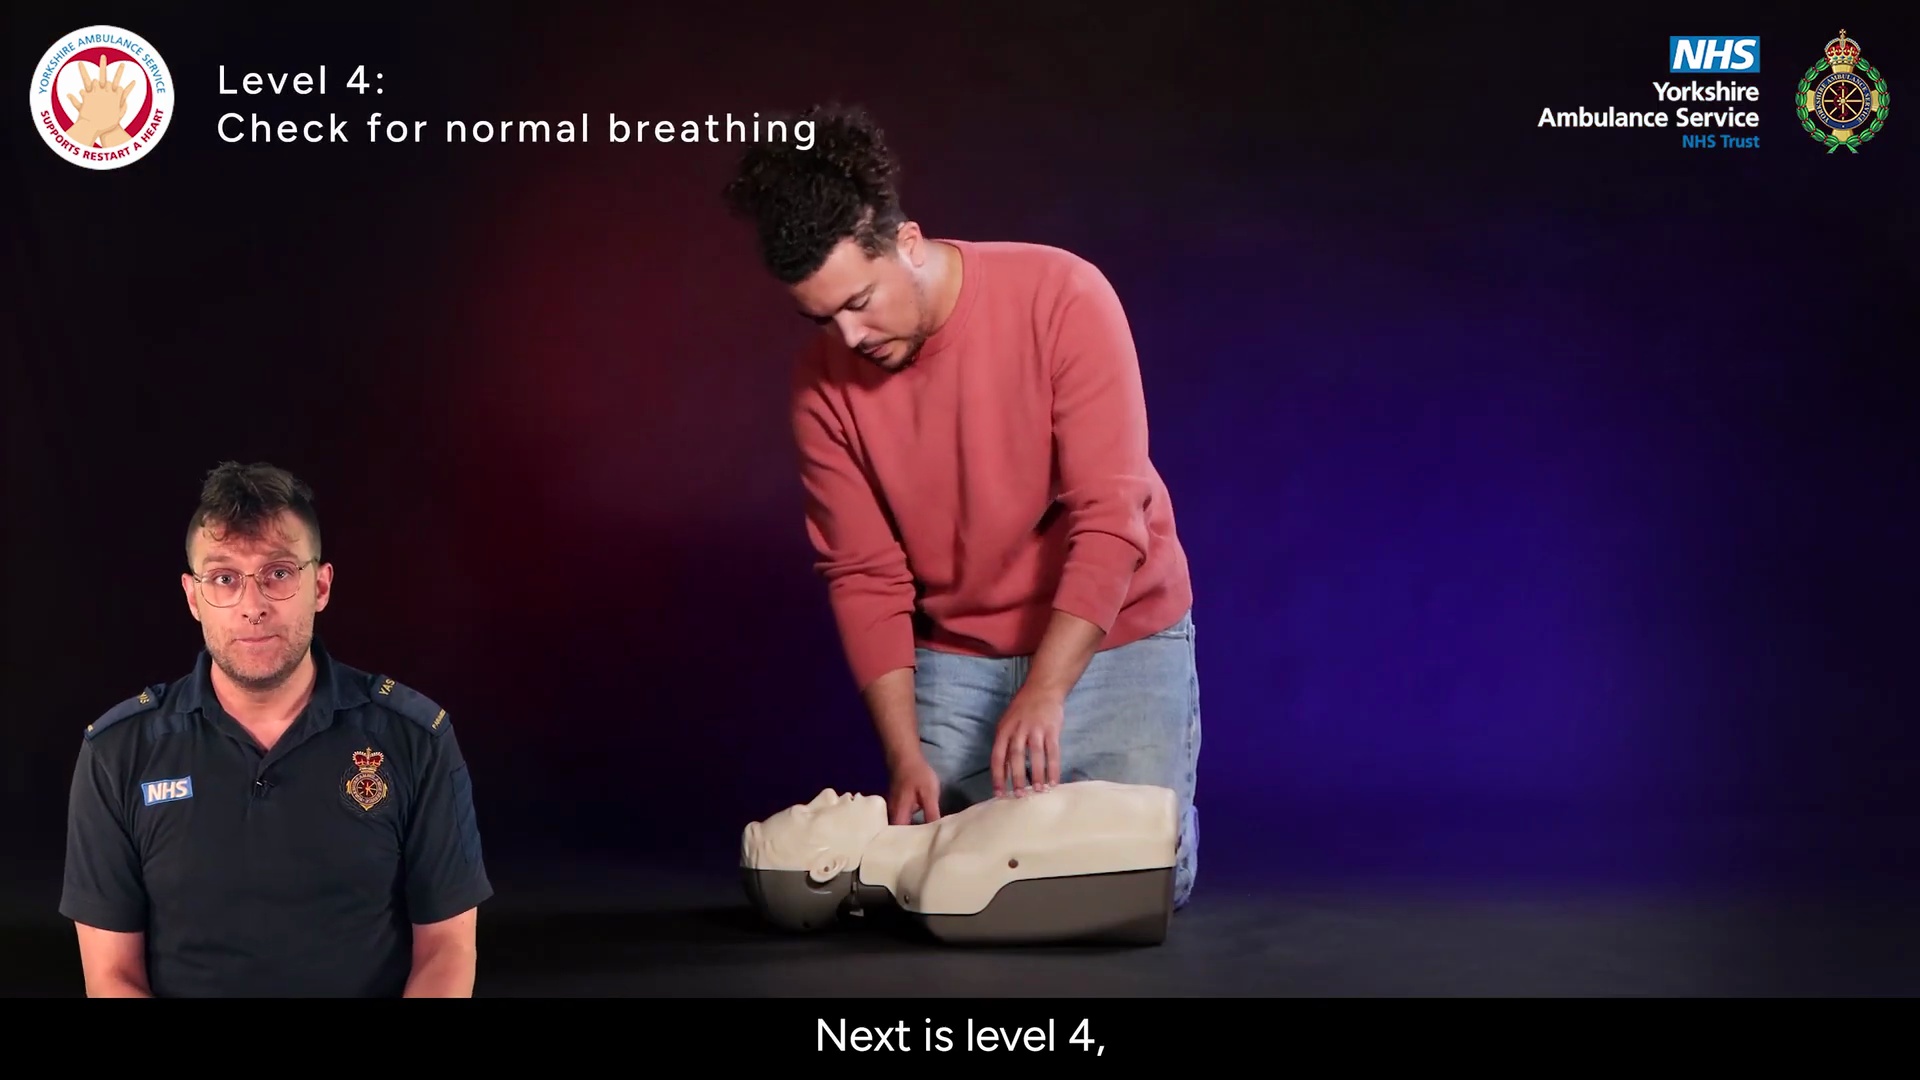 YORKSHIRE AMBULANCE SERVICE
SUPPORTS RESTART A HEART
Level 4:
Check for normal breathing
NHS
Yorkshire
Ambulance Service
NHS Trust
YAS
NHS
Next is level 4,